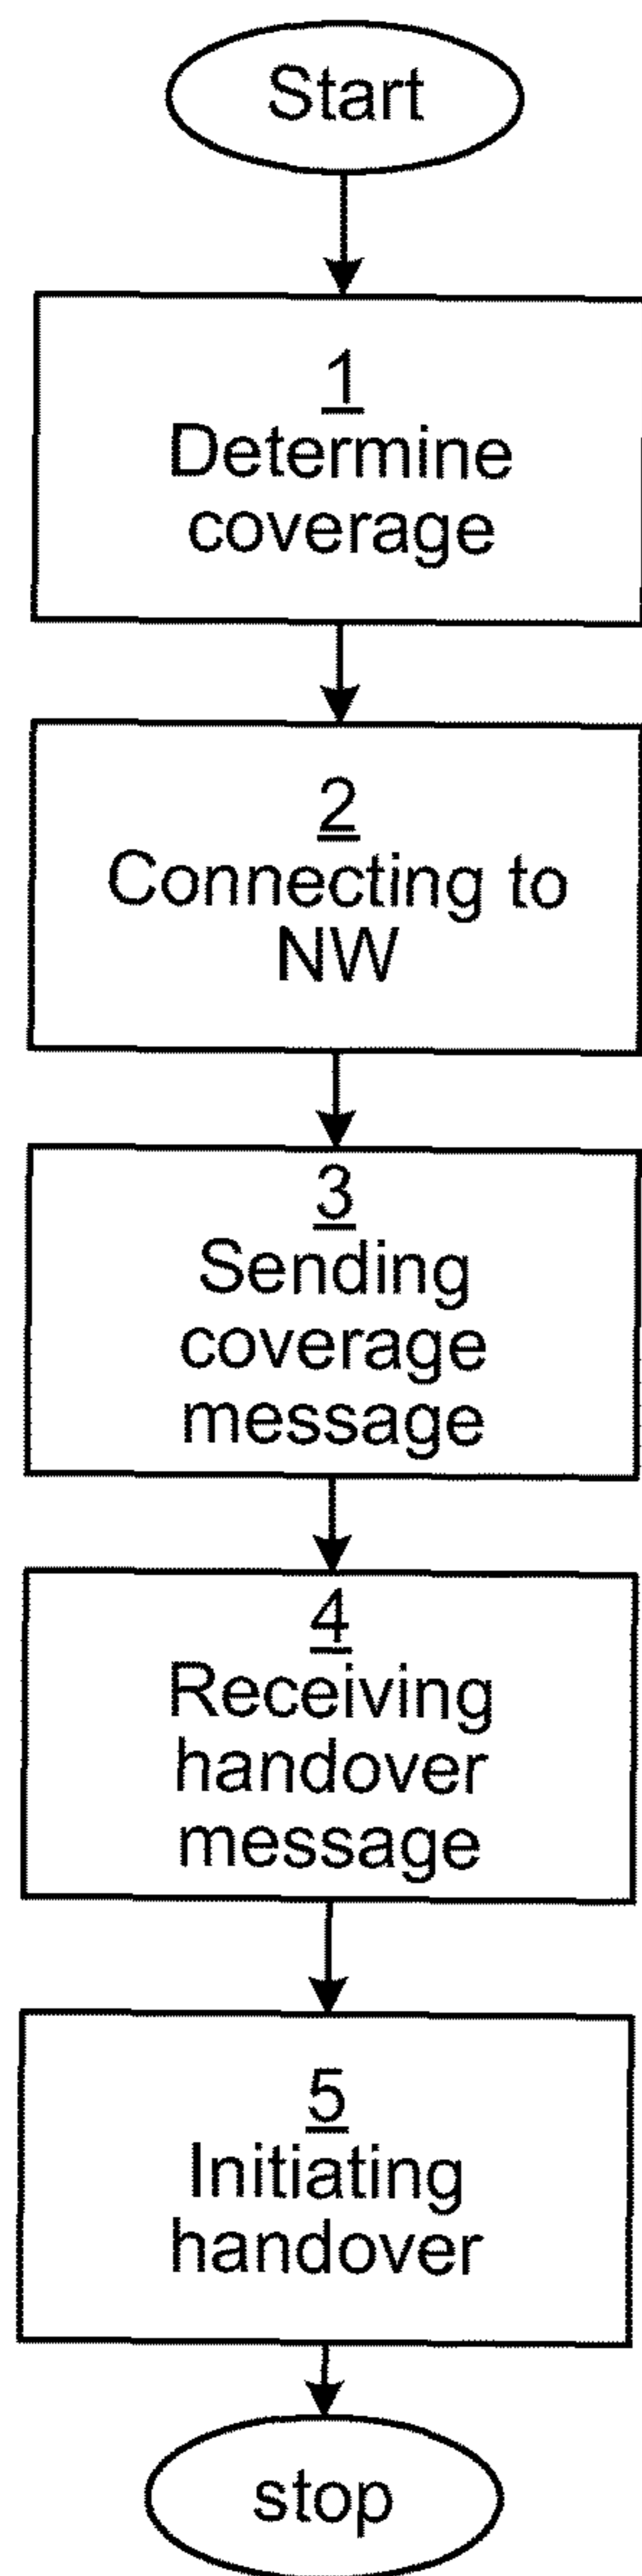 Start
1
Determine
coverage
2
Connecting to
NW
3
Sending
coverage
message
4
Receiving
handover
message
5
Initiating
handover
stop